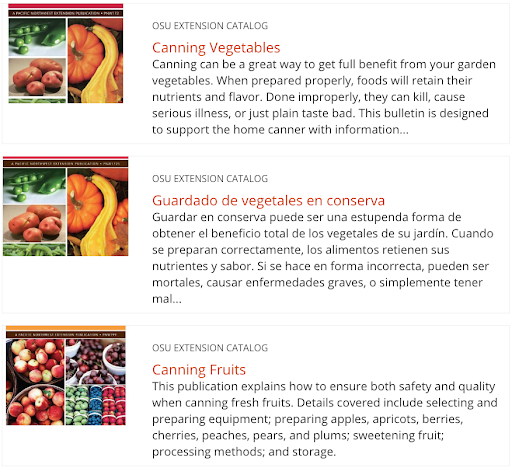 A PACIFIC NORTHWEST EXTENSION PUBLICATION • PNW172
OSU EXTENSION CATALOG
Canning Vegetables
Canning can be a great way to get full benefit from your garden
vegetables. When prepared properly, foods will retain their
nutrients and flavor. Done improperly, they can kill, cause
serious illness, or just plain taste bad. This bulletin is designed
to support the home canner with information...
A PACIFIC NORTHWEST EXTENSION PUBLICATION •
OSU EXTENSION CATALOG
Guardado de vegetales en conserva
Guardar en conserva puede ser una estupenda forma de
obtener el beneficio total de los vegetales de su jardín. Cuando
se preparan correctamente, los alimentos retienen sus
nutrientes y sabor. Si se hace en forma incorrecta, pueden ser
mortales, causar enfermedades graves, o simplemente tener
mal...
A PACIFIC NORTHWEST EXTENSION PUBLICATION •
OSU EXTENSION CATALOG
Canning Fruits
This publication explains how to ensure both safety and quality
when canning fresh fruits. Details covered include selecting and
preparing equipment; preparing apples, apricots, berries,
cherries, peaches, pears, and plums; sweetening fruit;
processing methods; and storage.